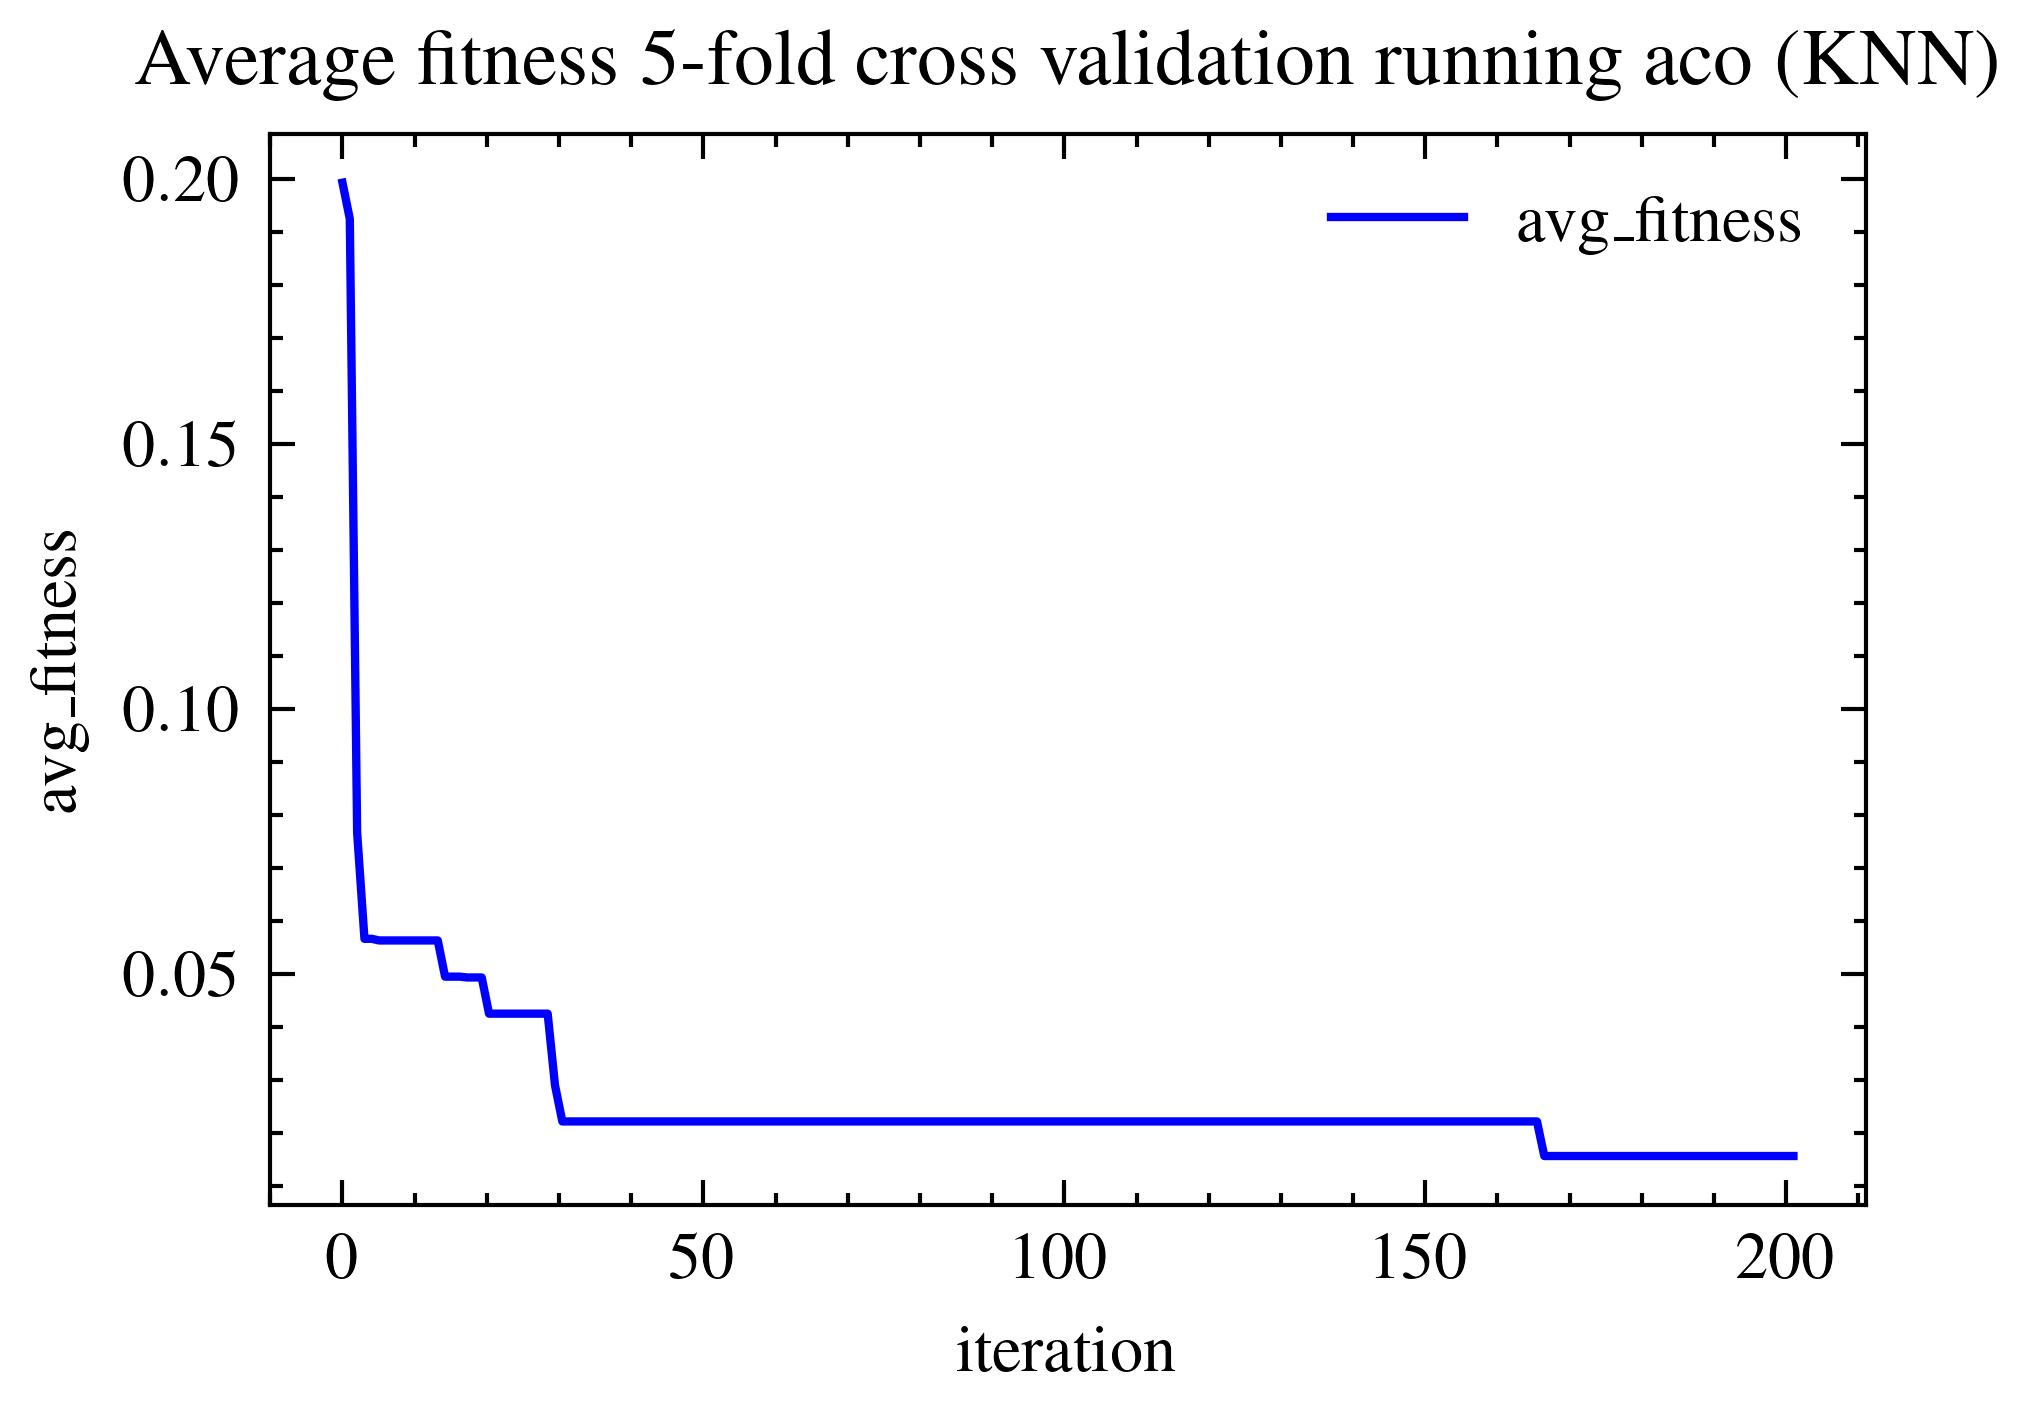 Average fitness 5-fold cross validation running aco (KNN)
avg_fitness
0.20
0.15
0.10
0.05
avg_fitness
0 50 100 150 200
iteration